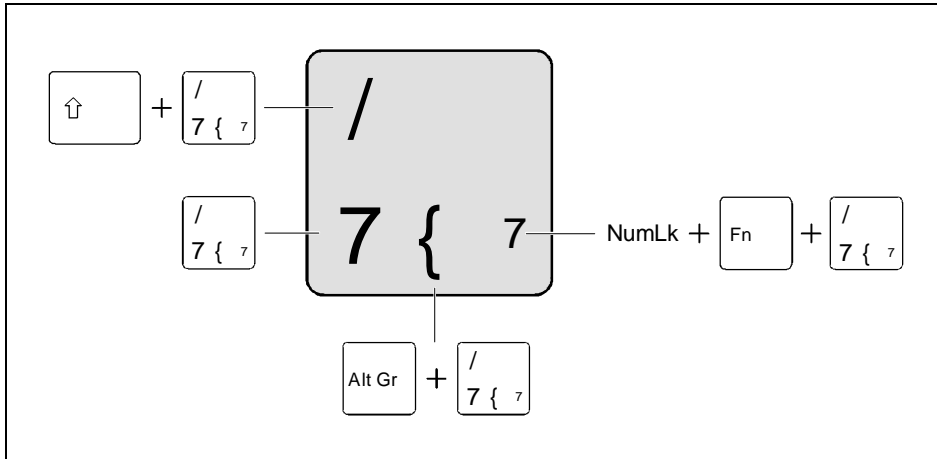 ⇧ + / 7 { 7
/
7 { 7
/ 7 { 7
NumLk + Fn + / 7 { 7
Alt Gr + / 7 { 7